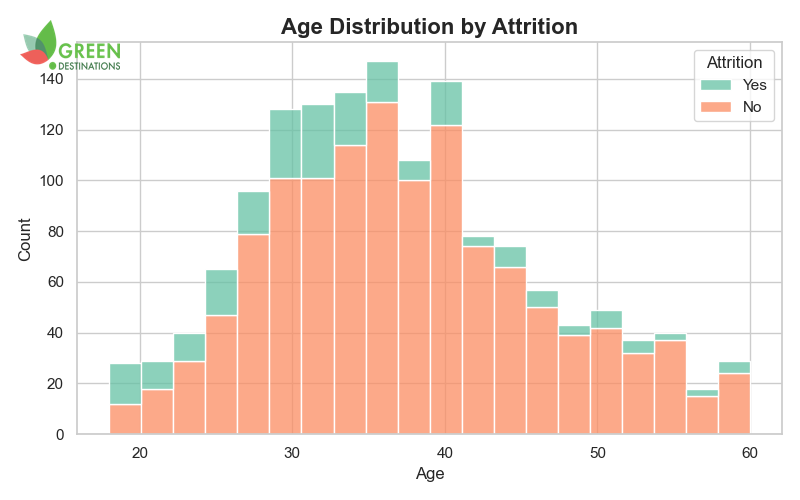 Age Distribution by Attrition
GREEN
DESTINATIONS
Attrition
Yes
No
140
120
100
80
60
40
20
0
Count
20 30 40 50 60
Age